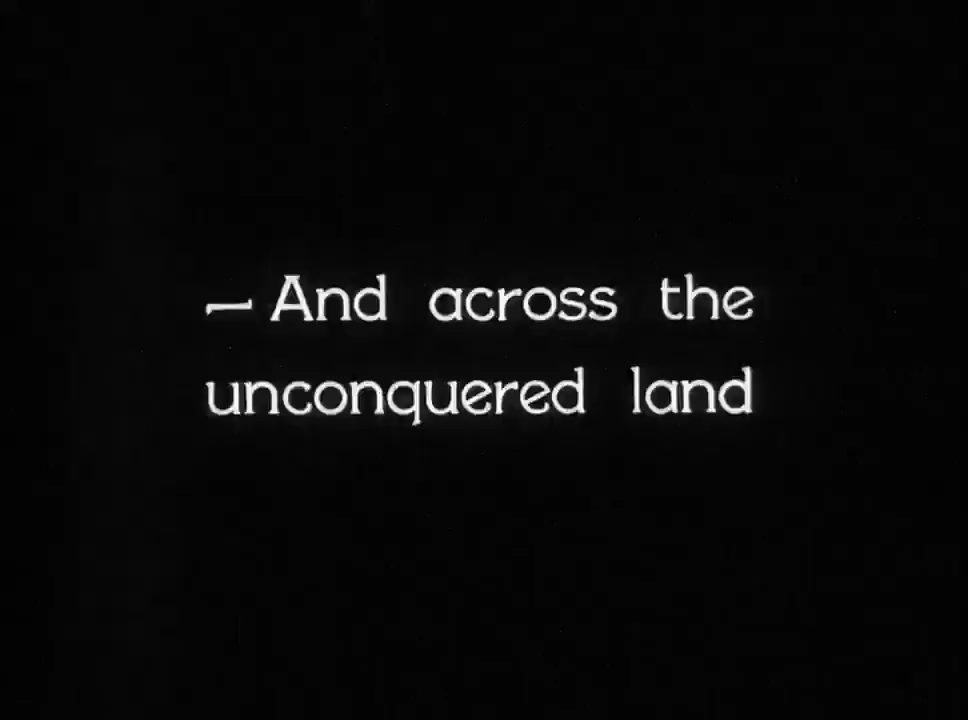 — And across the
unconquered land